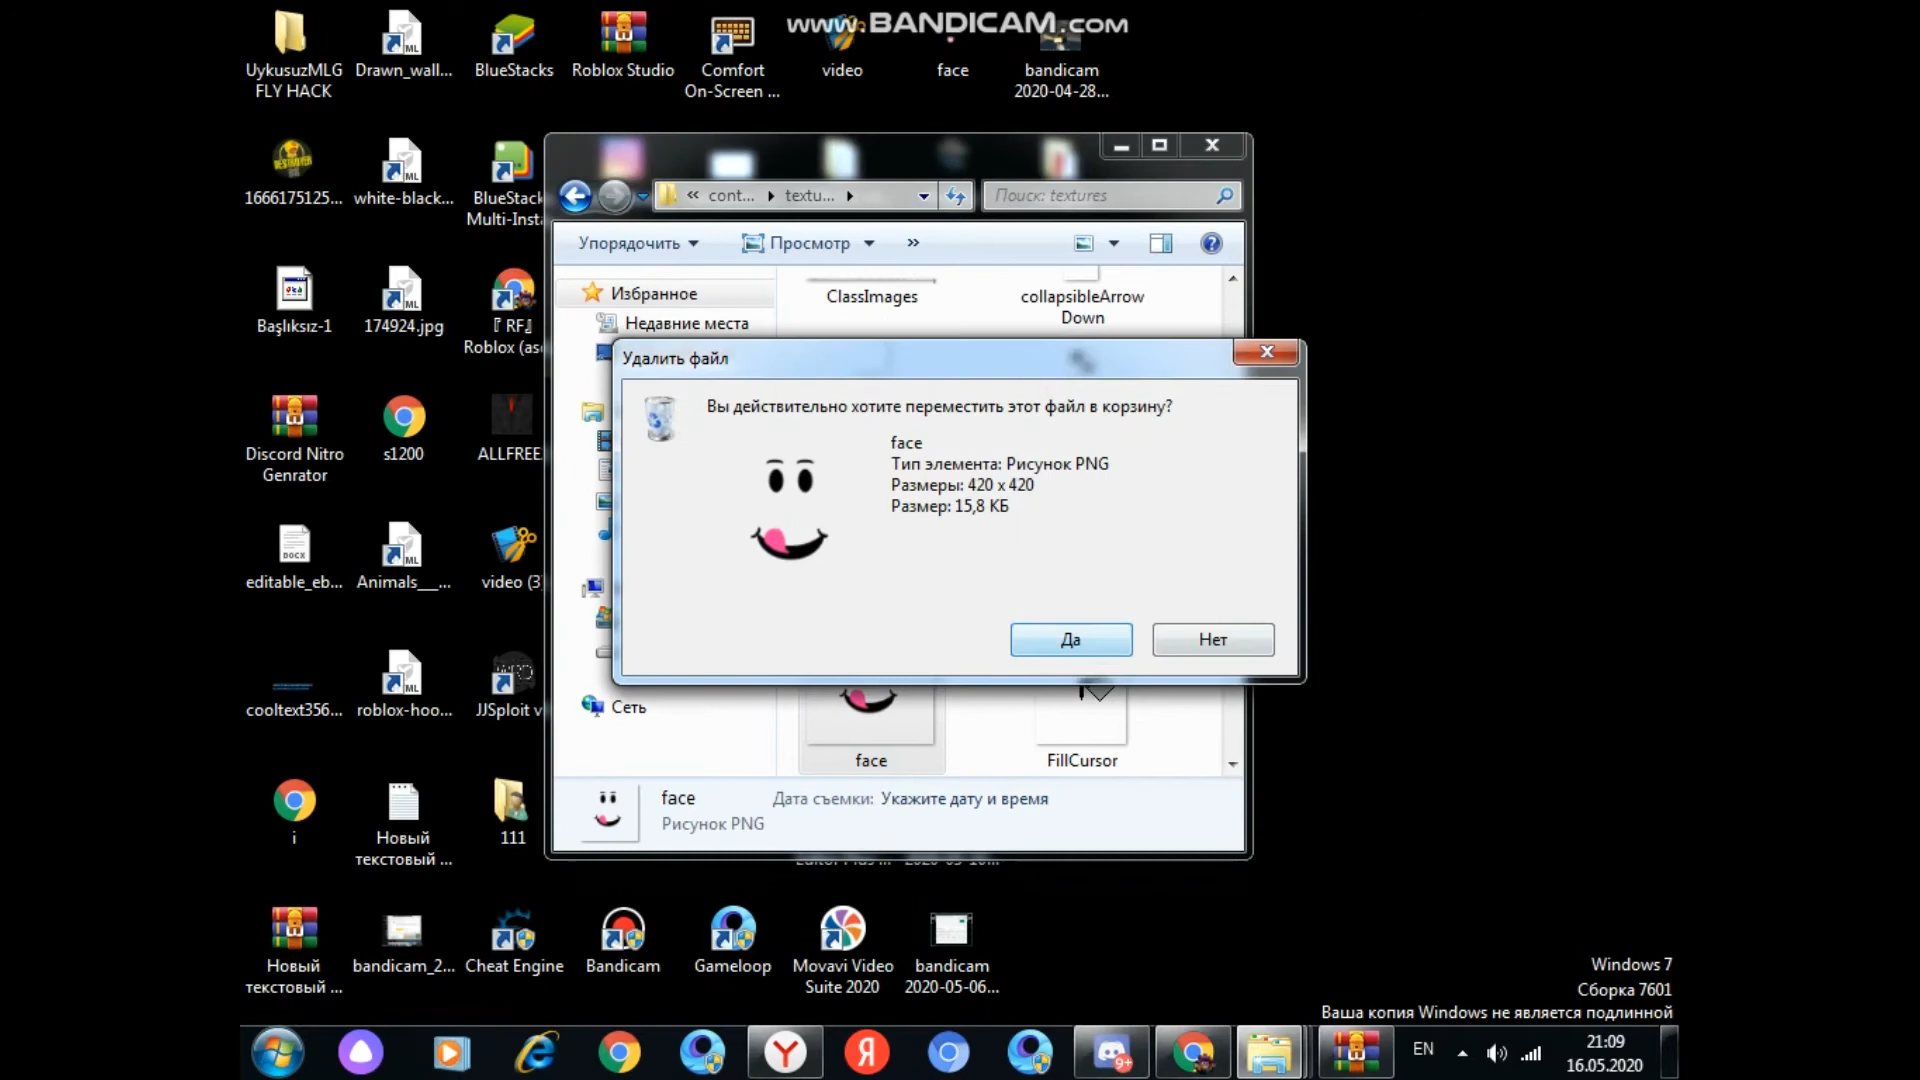 www.BANDICAM.com
UykusuzMLG
FLY HACK
Drawn_wall...
BlueStacks
Roblox Studio
Comfort
On-Screen ...
video
face
bandicam
2020-04-28...
1666175125...
white-black...
BlueStack
Multi-Inst
Başlıksız-1
174924.jpg
『 RF』
Roblox (as
Discord Nitro
Genrator
s1200
ALLFREE
editable_eb...
Animals___...
video (3)
cooltext356...
roblox-hoo...
JJSploit v
i
Новый
текстовый ...
111
Новый
текстовый ...
bandicam_2...
Cheat Engine
Bandicam
Gameloop
Movavi Video
Suite 2020
bandicam
2020-05-06...
« cont... ▸ textu... ▸
Поиск: textures
Упорядочить
Просмотр
»
Избранное
Недавние места
ClassImages
collapsibleArrow
Down
Удалить файл
Вы действительно хотите переместить этот файл в корзину?
face
Тип элемента: Рисунок PNG
Размеры: 420 x 420
Размер: 15,8 КБ
Да
Нет
Сеть
face
FillCursor
face
Дата съемки: Укажите дату и время
Рисунок PNG
Windows 7
Сборка 7601
Ваша копия Windows не является подлинной
9+
EN
21:09
16.05.2020